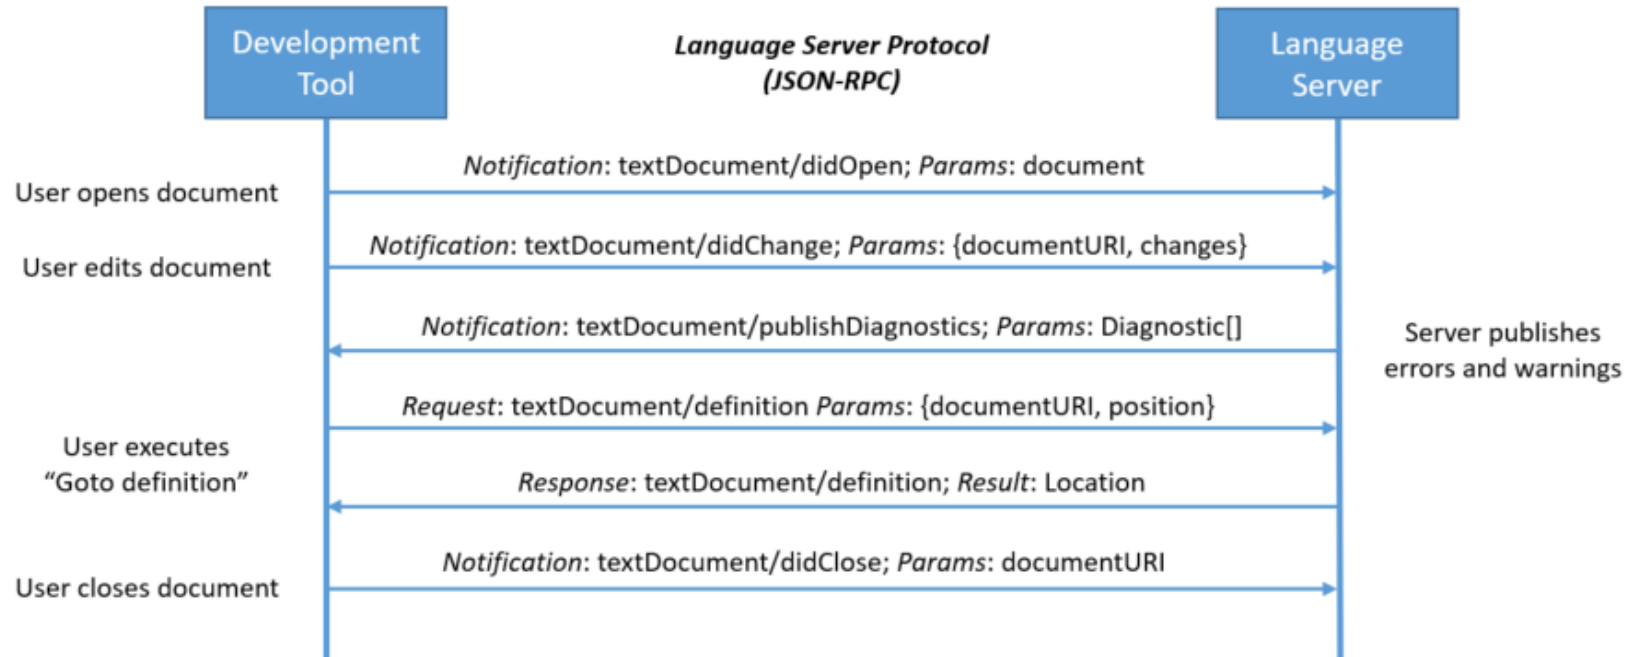 Development
Tool
Language Server Protocol
(JSON-RPC)
Language
Server
Notification: textDocument/didOpen; Params: document
User opens document
Notification: textDocument/didChange; Params: {documentURI, changes}
User edits document
Notification: textDocument/publishDiagnostics; Params: Diagnostic[]
Server publishes
errors and warnings
Request: textDocument/definition Params: {documentURI, position}
User executes
“Goto definition”
Response: textDocument/definition; Result: Location
Notification: textDocument/didClose; Params: documentURI
User closes document